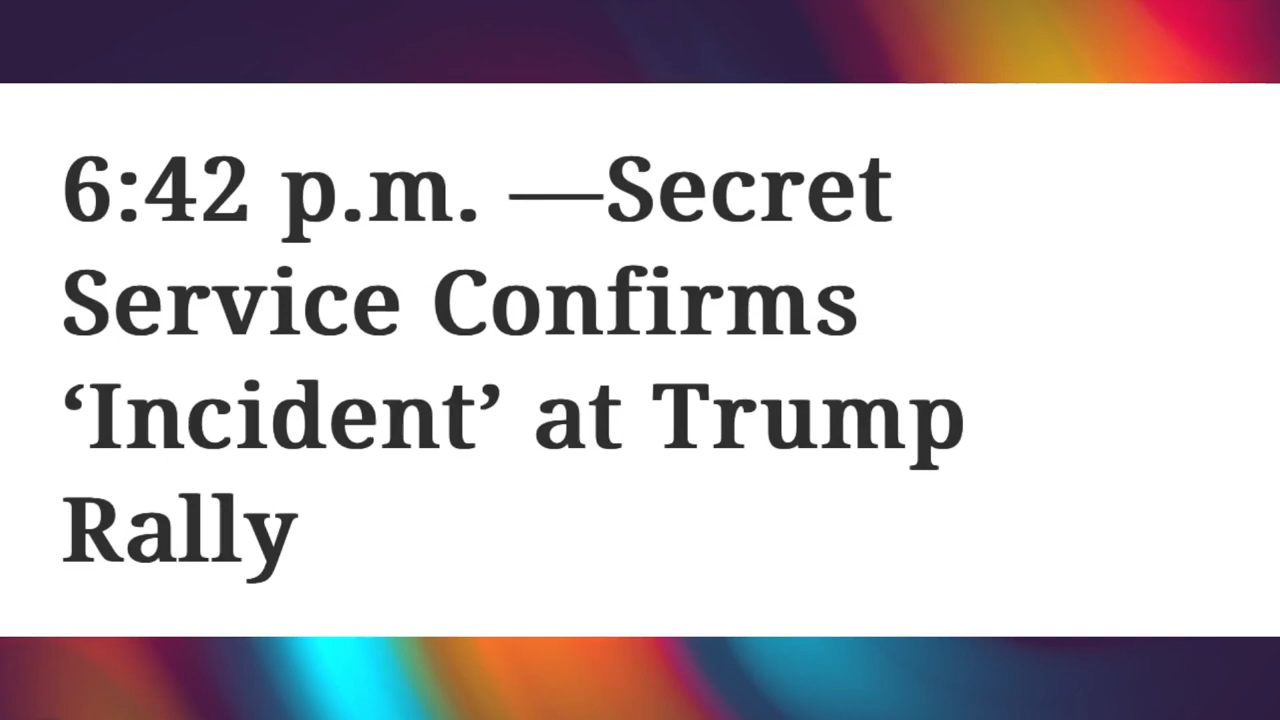 6:42 p.m. —Secret
Service Confirms
‘Incident’ at Trump
Rally